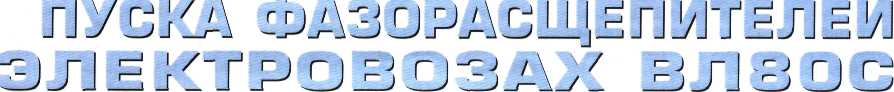 ПУСКА ФАЗОРАСЩЕПИТЕЛЕЙ
ЭЛЕКТРОВОЗАХ ВЛ80С